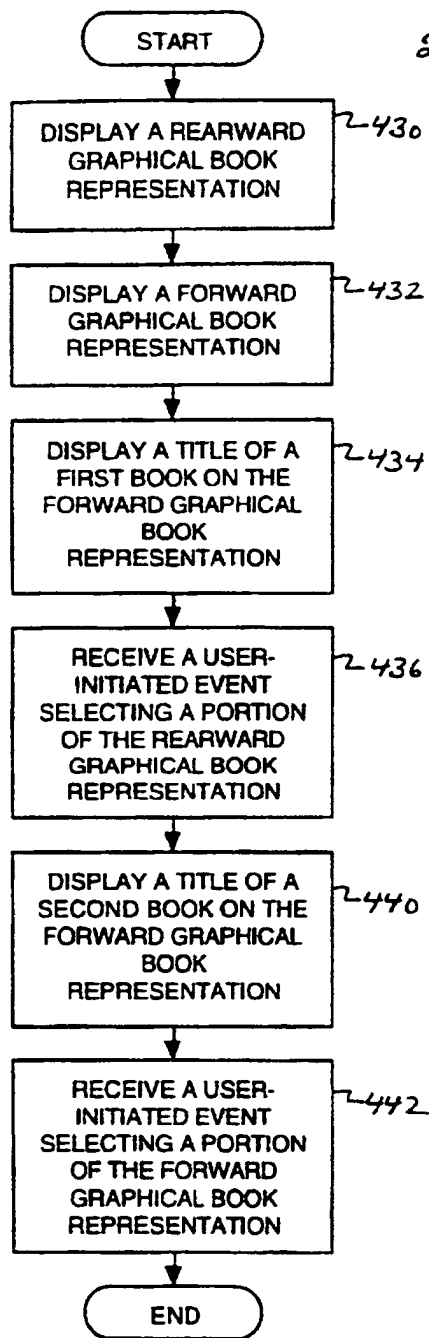 START
DISPLAY A REARWARD
GRAPHICAL BOOK
REPRESENTATION
430
DISPLAY A FORWARD
GRAPHICAL BOOK
REPRESENTATION
432
DISPLAY A TITLE OF A
FIRST BOOK ON THE
FORWARD GRAPHICAL
BOOK
REPRESENTATION
434
RECEIVE A USER-
INITIATED EVENT
SELECTING A PORTION
OF THE REARWARD
GRAPHICAL BOOK
REPRESENTATION
436
DISPLAY A TITLE OF A
SECOND BOOK ON THE
FORWARD GRAPHICAL
BOOK
REPRESENTATION
440
RECEIVE A USER-
INITIATED EVENT
SELECTING A PORTION
OF THE FORWARD
GRAPHICAL BOOK
REPRESENTATION
442
END